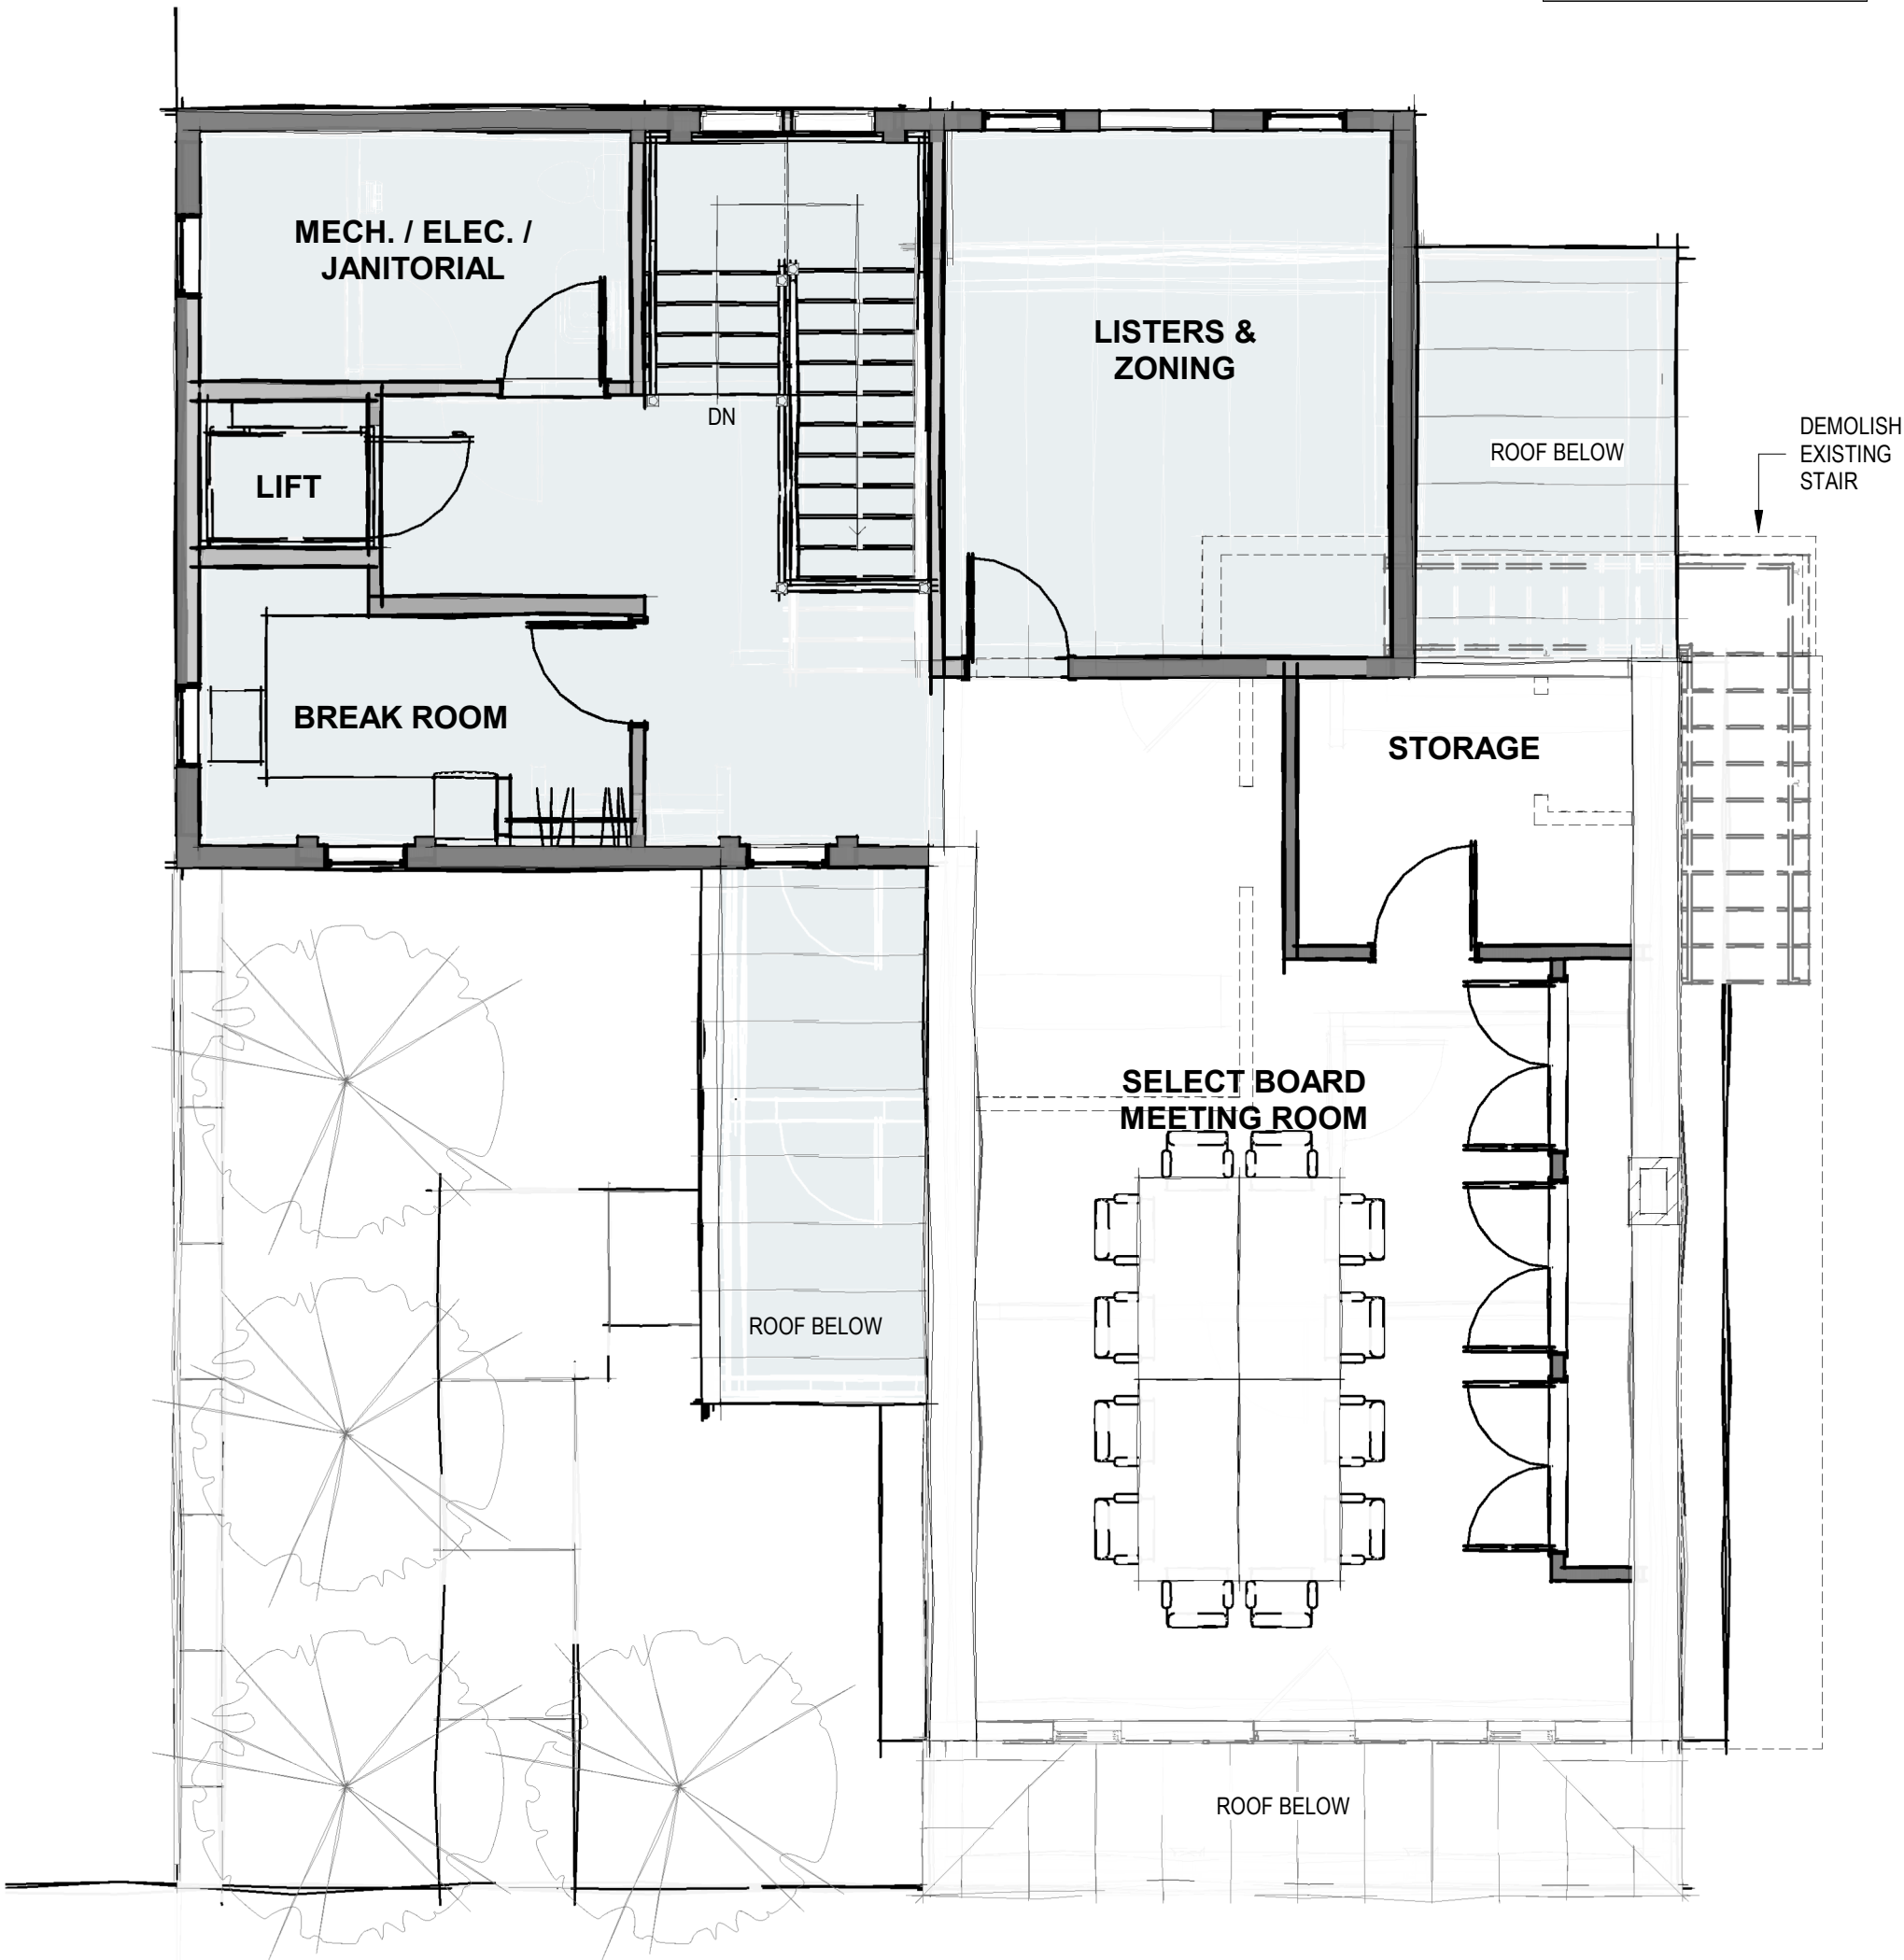 MECH. / ELEC. /
JANITORIAL
LISTERS &
ZONING
DN
ROOF BELOW
DEMOLISH
EXISTING
STAIR
LIFT
BREAK ROOM
STORAGE
SELECT BOARD
MEETING ROOM
ROOF BELOW
ROOF BELOW